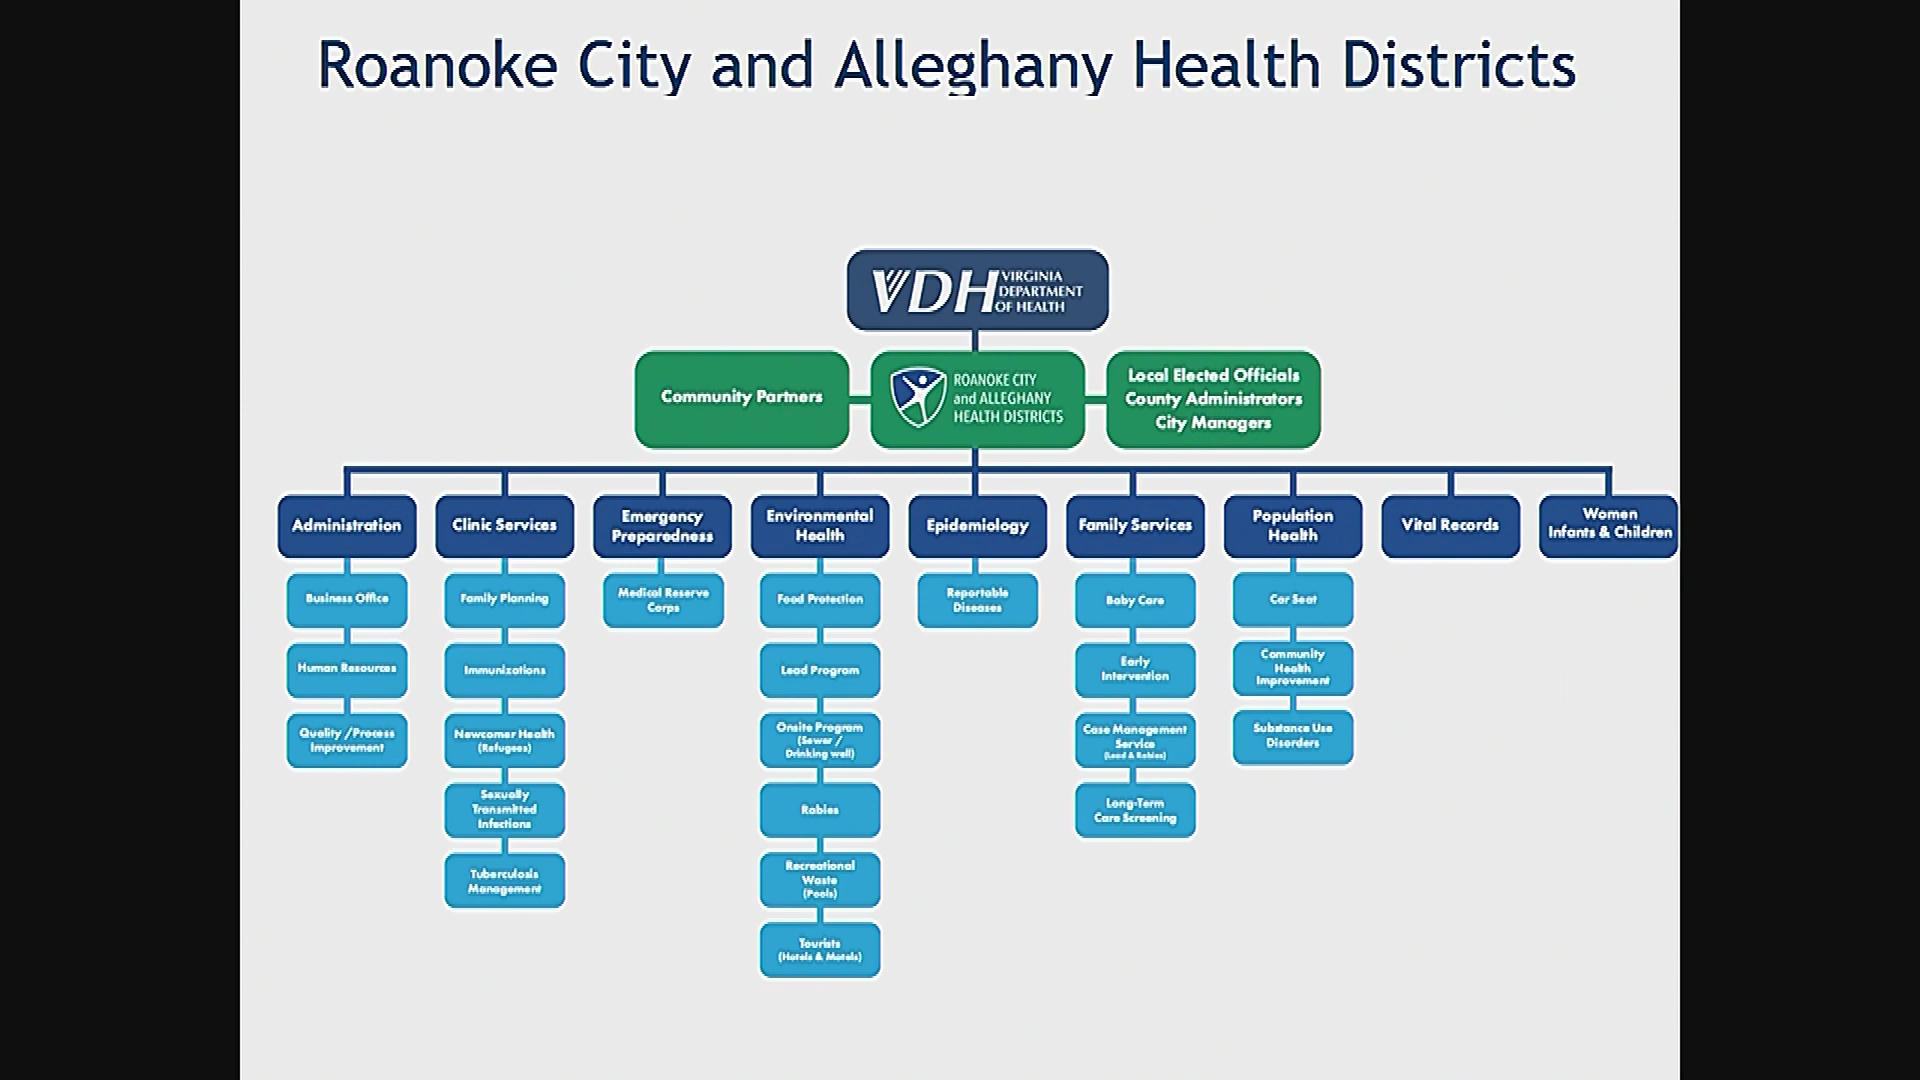 Roanoke City and Alleghany Health Districts
VDH
VIRGINIA
DEPARTMENT
OF HEALTH
Community Partners
ROANOKE CITY
and ALLEGHANY
HEALTH DISTRICTS
Local Elected Officials
County Administrators
City Managers
Administration
Business Office
Human Resources
Quality /Process
Improvement
Clinic Services
Family Planning
Immunizations
Newcomer Health
(Refugees)
Sexually
Transmitted
Infections
Tuberculosis
Management
Emergency
Preparedness
Medical Reserve
Corps
Environmental
Health
Food Protection
Lead Program
Onsite Program
(Sewer /
Drinking well)
Rabies
Recreational
Waste
(Pools)
Tourists
(Hotels & Motels)
Epidemiology
Reportable
Diseases
Family Services
Baby Care
Early
Intervention
Case Management
Service
(Lead & Rabies)
Long-Term
Care Screening
Population
Health
Car Seat
Community
Health
Improvement
Substance Use
Disorders
Vital Records
Women
Infants & Children